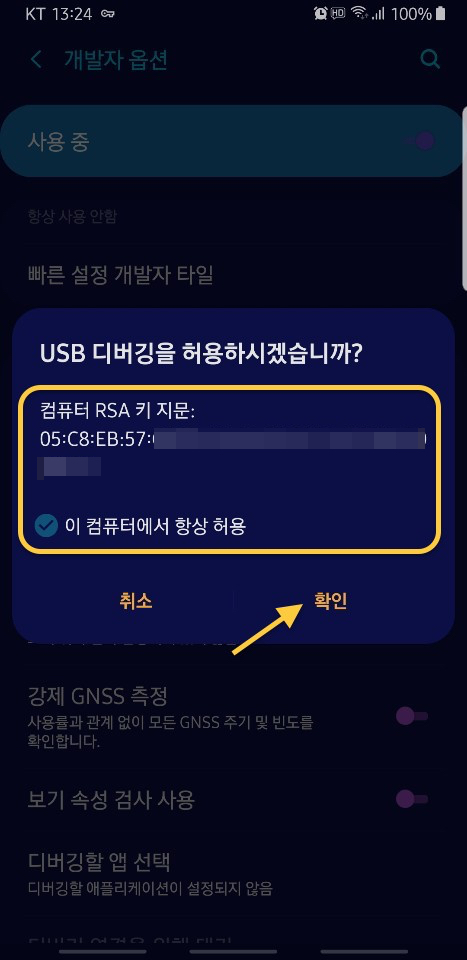 KT 13:24
HD 100%
개발자 옵션
사용 중
항상 사용 안함
빠른 설정 개발자 타일
USB 디버깅을 허용하시겠습니까?
컴퓨터 RSA 키 지문:
05:C8:EB:57:
이 컴퓨터에서 항상 허용
취소 확인
강제 GNSS 측정
사용률과 관계 없이 모든 GNSS 주기 및 빈도를
확인합니다.
보기 속성 검사 사용
디버깅할 앱 선택
디버깅할 애플리케이션이 설정되지 않음